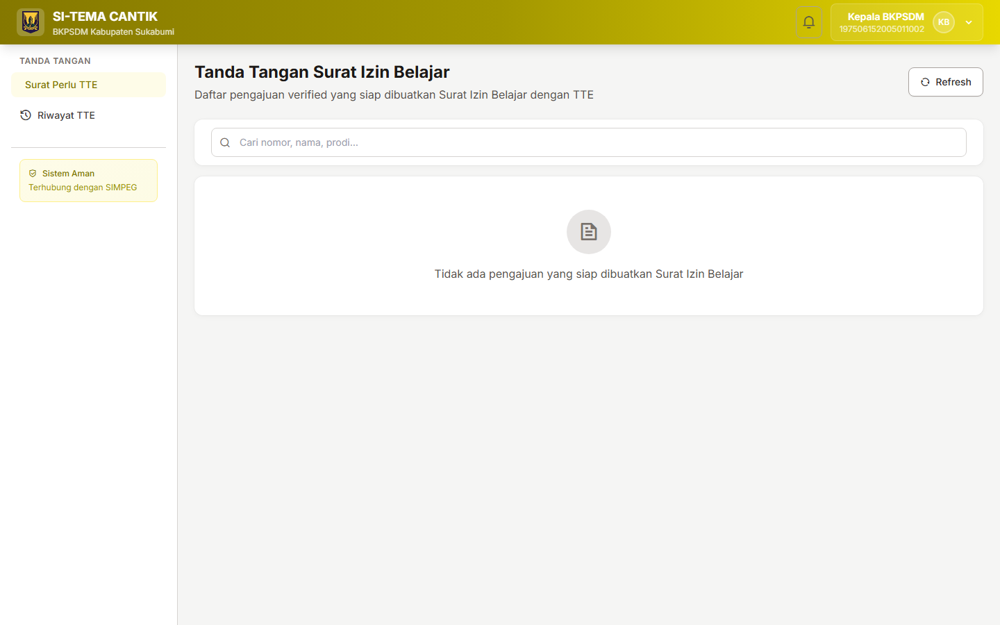 SI-TEMA CANTIK
BKPSDM Kabupaten Sukabumi
Kepala BKPSDM
197506152005011002
KB
TANDA TANGAN
Surat Perlu TTE
Riwayat TTE
Sistem Aman
Terhubung dengan SIMPEG
Tanda Tangan Surat Izin Belajar
Daftar pengajuan verified yang siap dibuatkan Surat Izin Belajar dengan TTE
Refresh
Cari nomor, nama, prodi...
Tidak ada pengajuan yang siap dibuatkan Surat Izin Belajar